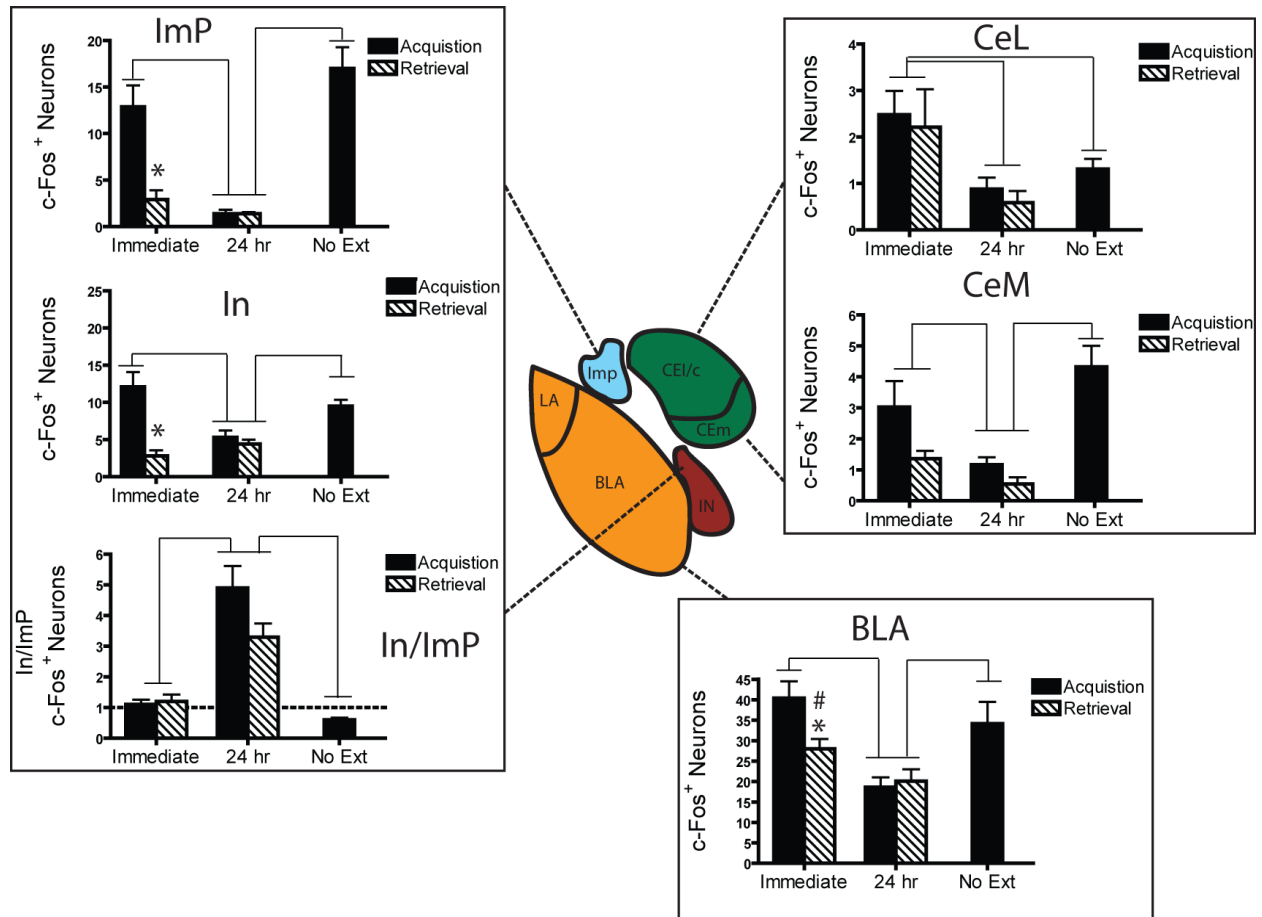 ImP
c-Fos+ Neurons
20
15
10
5
0
Acquistion
Retrieval
*
Immediate 24 hr No Ext
In
c-Fos+ Neurons
25
20
15
10
5
0
Acquistion
Retrieval
*
Immediate 24 hr No Ext
In/ImP
In/ImP
c-Fos+ Neurons
6
5
4
3
2
1
0
Acquistion
Retrieval
Immediate 24 hr No Ext
Imp
CEl/c
LA
CEm
BLA
IN
CeL
c-Fos+ Neurons
4
3
2
1
0
Acquistion
Retrieval
Immediate 24 hr No Ext
CeM
c-Fos+ Neurons
6
5
4
3
2
1
0
Acquistion
Retrieval
Immediate 24 hr No Ext
BLA
c-Fos+ Neurons
45
40
35
30
25
20
15
10
5
0
Acquistion
Retrieval
#
*
Immediate 24 hr No Ext